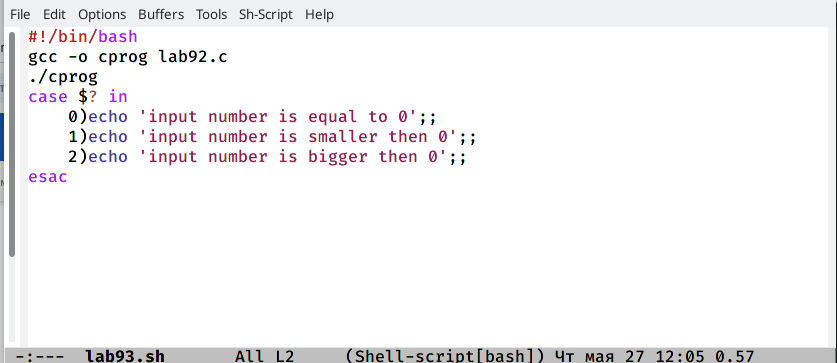 File Edit Options Buffers Tools Sh-Script Help
#!/bin/bash
gcc -o cprog lab92.c
./cprog
case $? in
    0)echo 'input number is equal to 0';;
    1)echo 'input number is smaller then 0';;
    2)echo 'input number is bigger then 0';;
esac
-:--- lab93.sh All L2 (Shell-script[bash]) Чт мая 27 12:05 0.57